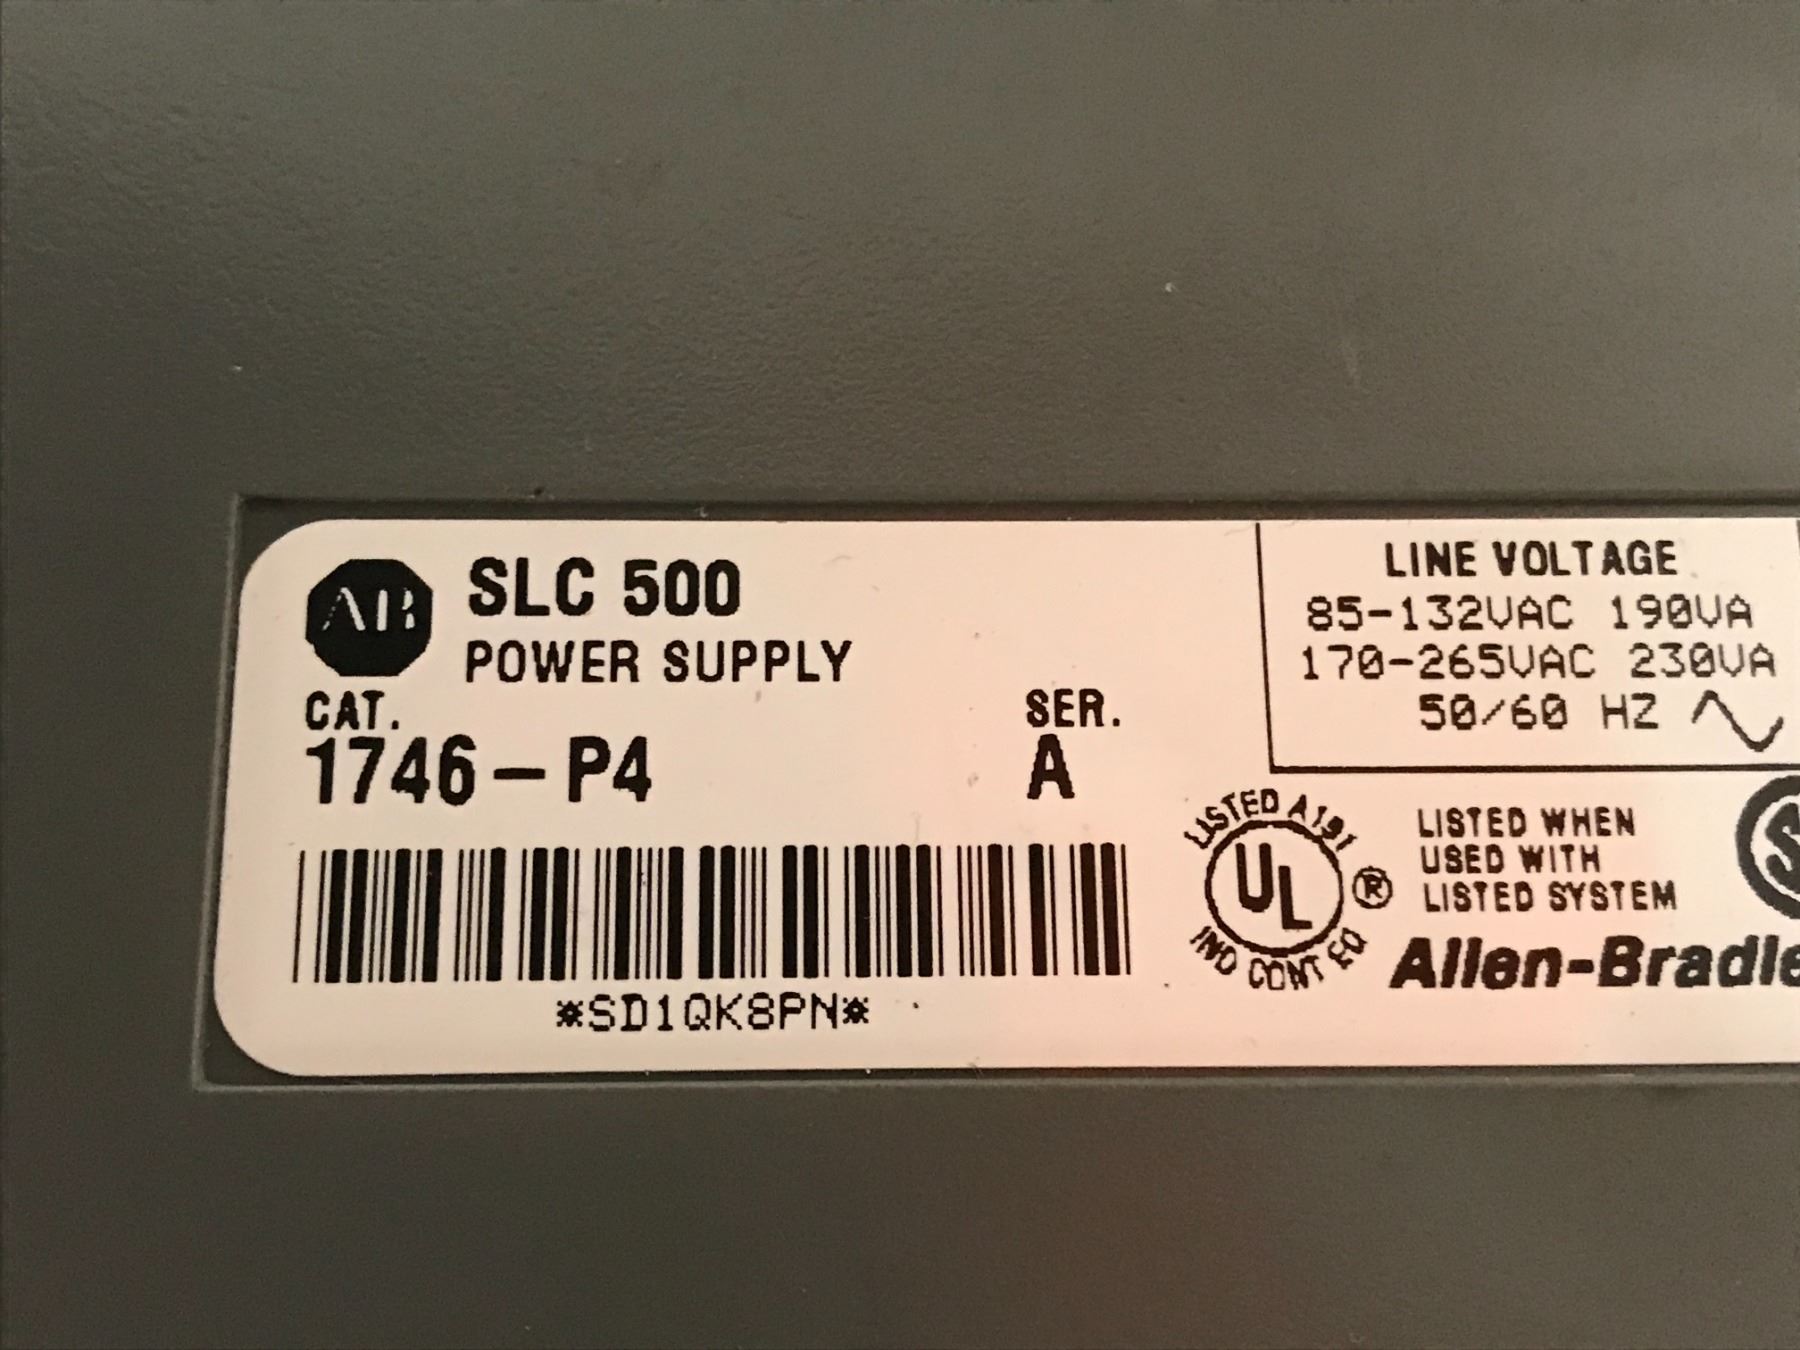 AB SLC 500
POWER SUPPLY
CAT.
1746-P4
SER.
A
*SD1QK8PN*
LINE VOLTAGE
85-132VAC 190VA
170-265VAC 230VA
50/60 HZ
LISTED A191
UL ®
IND CONT EQ
LISTED WHEN
USED WITH
LISTED SYSTEM
Allen-Bradle